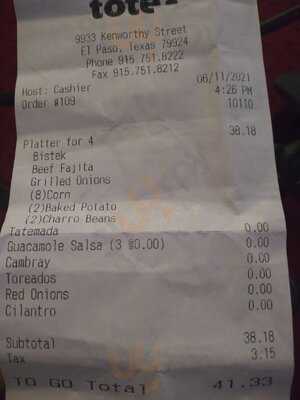 tote
9933 Kenworthy Street
El Paso, Texas 79924
Phone 915.751.8222
Fax 915.751.8212
Host: Cashier 06/11/2021
Order #109 4:26 PM
10110
Platter for 4 38.18
Bistek
Beef Fajita
Grilled Onions
(8)Corn
(2)Baked Potato
(2)Charro Beans
Tatemada 0.00
Guacamole Salsa (3 @0.00) 0.00
Cambray 0.00
Toreados 0.00
Red Onions 0.00
Cilantro 0.00
Subtotal 38.18
Tax 3.15
TO GO Total 41.33